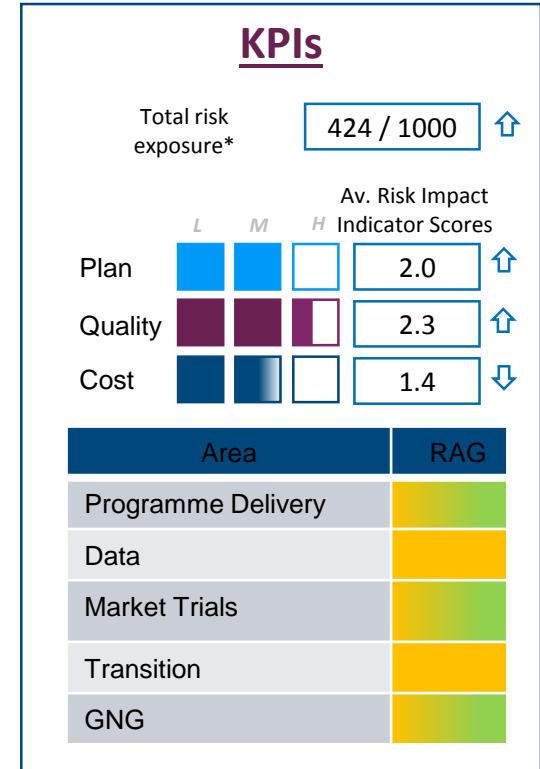 KPIs
Total risk
exposure*
424 / 1000
Av. Risk Impact
L M H Indicator Scores
Plan 2.0
Quality 2.3
Cost 1.4
Area RAG
Programme Delivery
Data
Market Trials
Transition
GNG